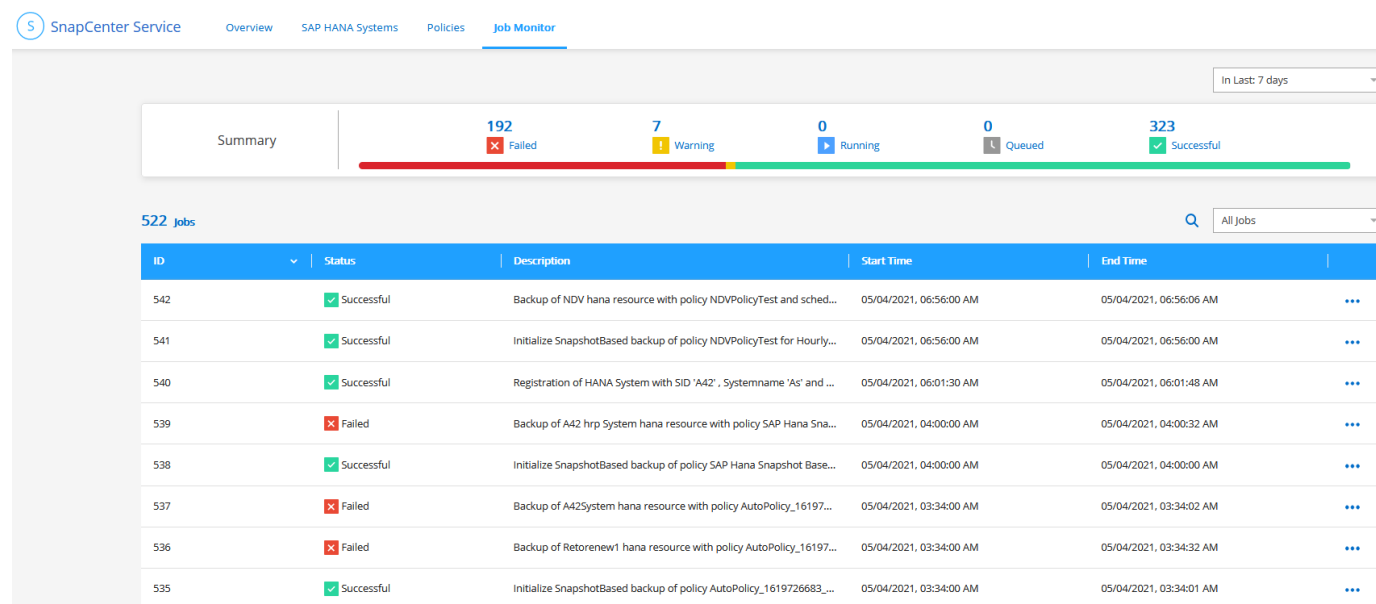 S SnapCenter Service Overview SAP HANA Systems Policies Job Monitor
In Last: 7 days
Summary
192 7 0 0 323
Failed Warning Running Queued Successful
522 Jobs All Jobs
ID Status Description Start Time End Time
542 Successful Backup of NDV hana resource with policy NDVPolicyTest and sched... 05/04/2021, 06:56:00 AM 05/04/2021, 06:56:06 AM
541 Successful Initialize SnapshotBased backup of policy NDVPolicyTest for Hourly... 05/04/2021, 06:56:00 AM 05/04/2021, 06:56:00 AM
540 Successful Registration of HANA System with SID 'A42' , Systemname 'As' and ... 05/04/2021, 06:01:30 AM 05/04/2021, 06:01:48 AM
539 Failed Backup of A42 hrp System hana resource with policy SAP Hana Sna... 05/04/2021, 04:00:00 AM 05/04/2021, 04:00:32 AM
538 Successful Initialize SnapshotBased backup of policy SAP Hana Snapshot Base... 05/04/2021, 04:00:00 AM 05/04/2021, 04:00:00 AM
537 Failed Backup of A42System hana resource with policy AutoPolicy_16197... 05/04/2021, 03:34:00 AM 05/04/2021, 03:34:02 AM
536 Failed Backup of Retorenew1 hana resource with policy AutoPolicy_16197... 05/04/2021, 03:34:00 AM 05/04/2021, 03:34:32 AM
535 Successful Initialize SnapshotBased backup of policy AutoPolicy_1619726683_... 05/04/2021, 03:34:00 AM 05/04/2021, 03:34:01 AM